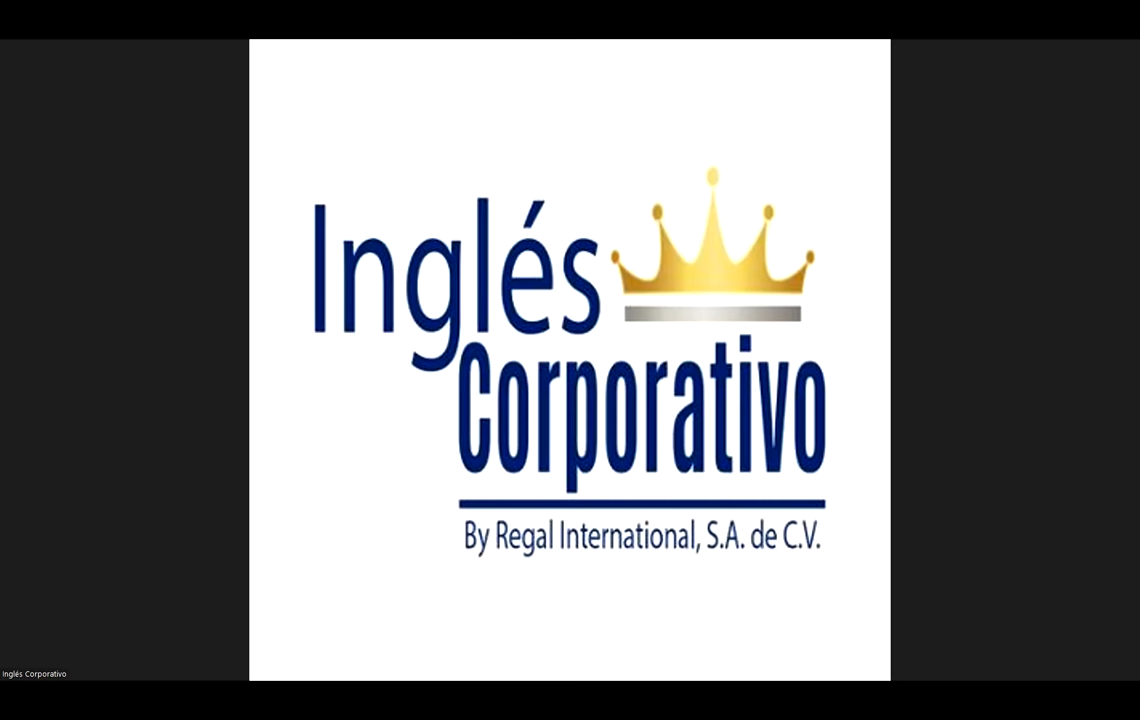 Inglés
Corporativo
By Regal International, S.A. de C.V.
Inglés Corporativo